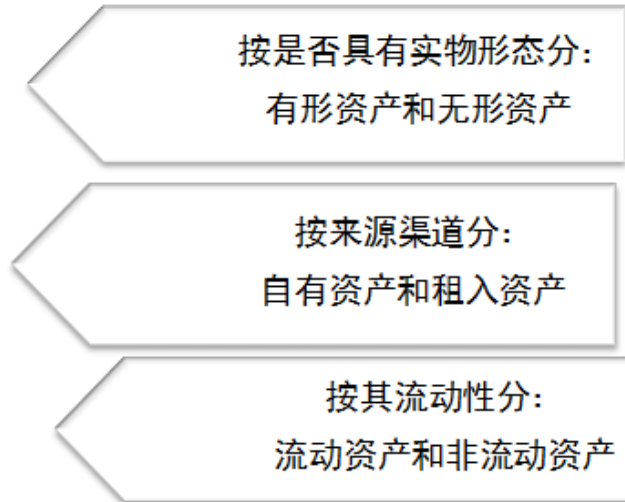 按是否具有实物形态分：
有形资产和无形资产
按来源渠道分：
自有资产和租入资产
按其流动性分：
流动资产和非流动资产